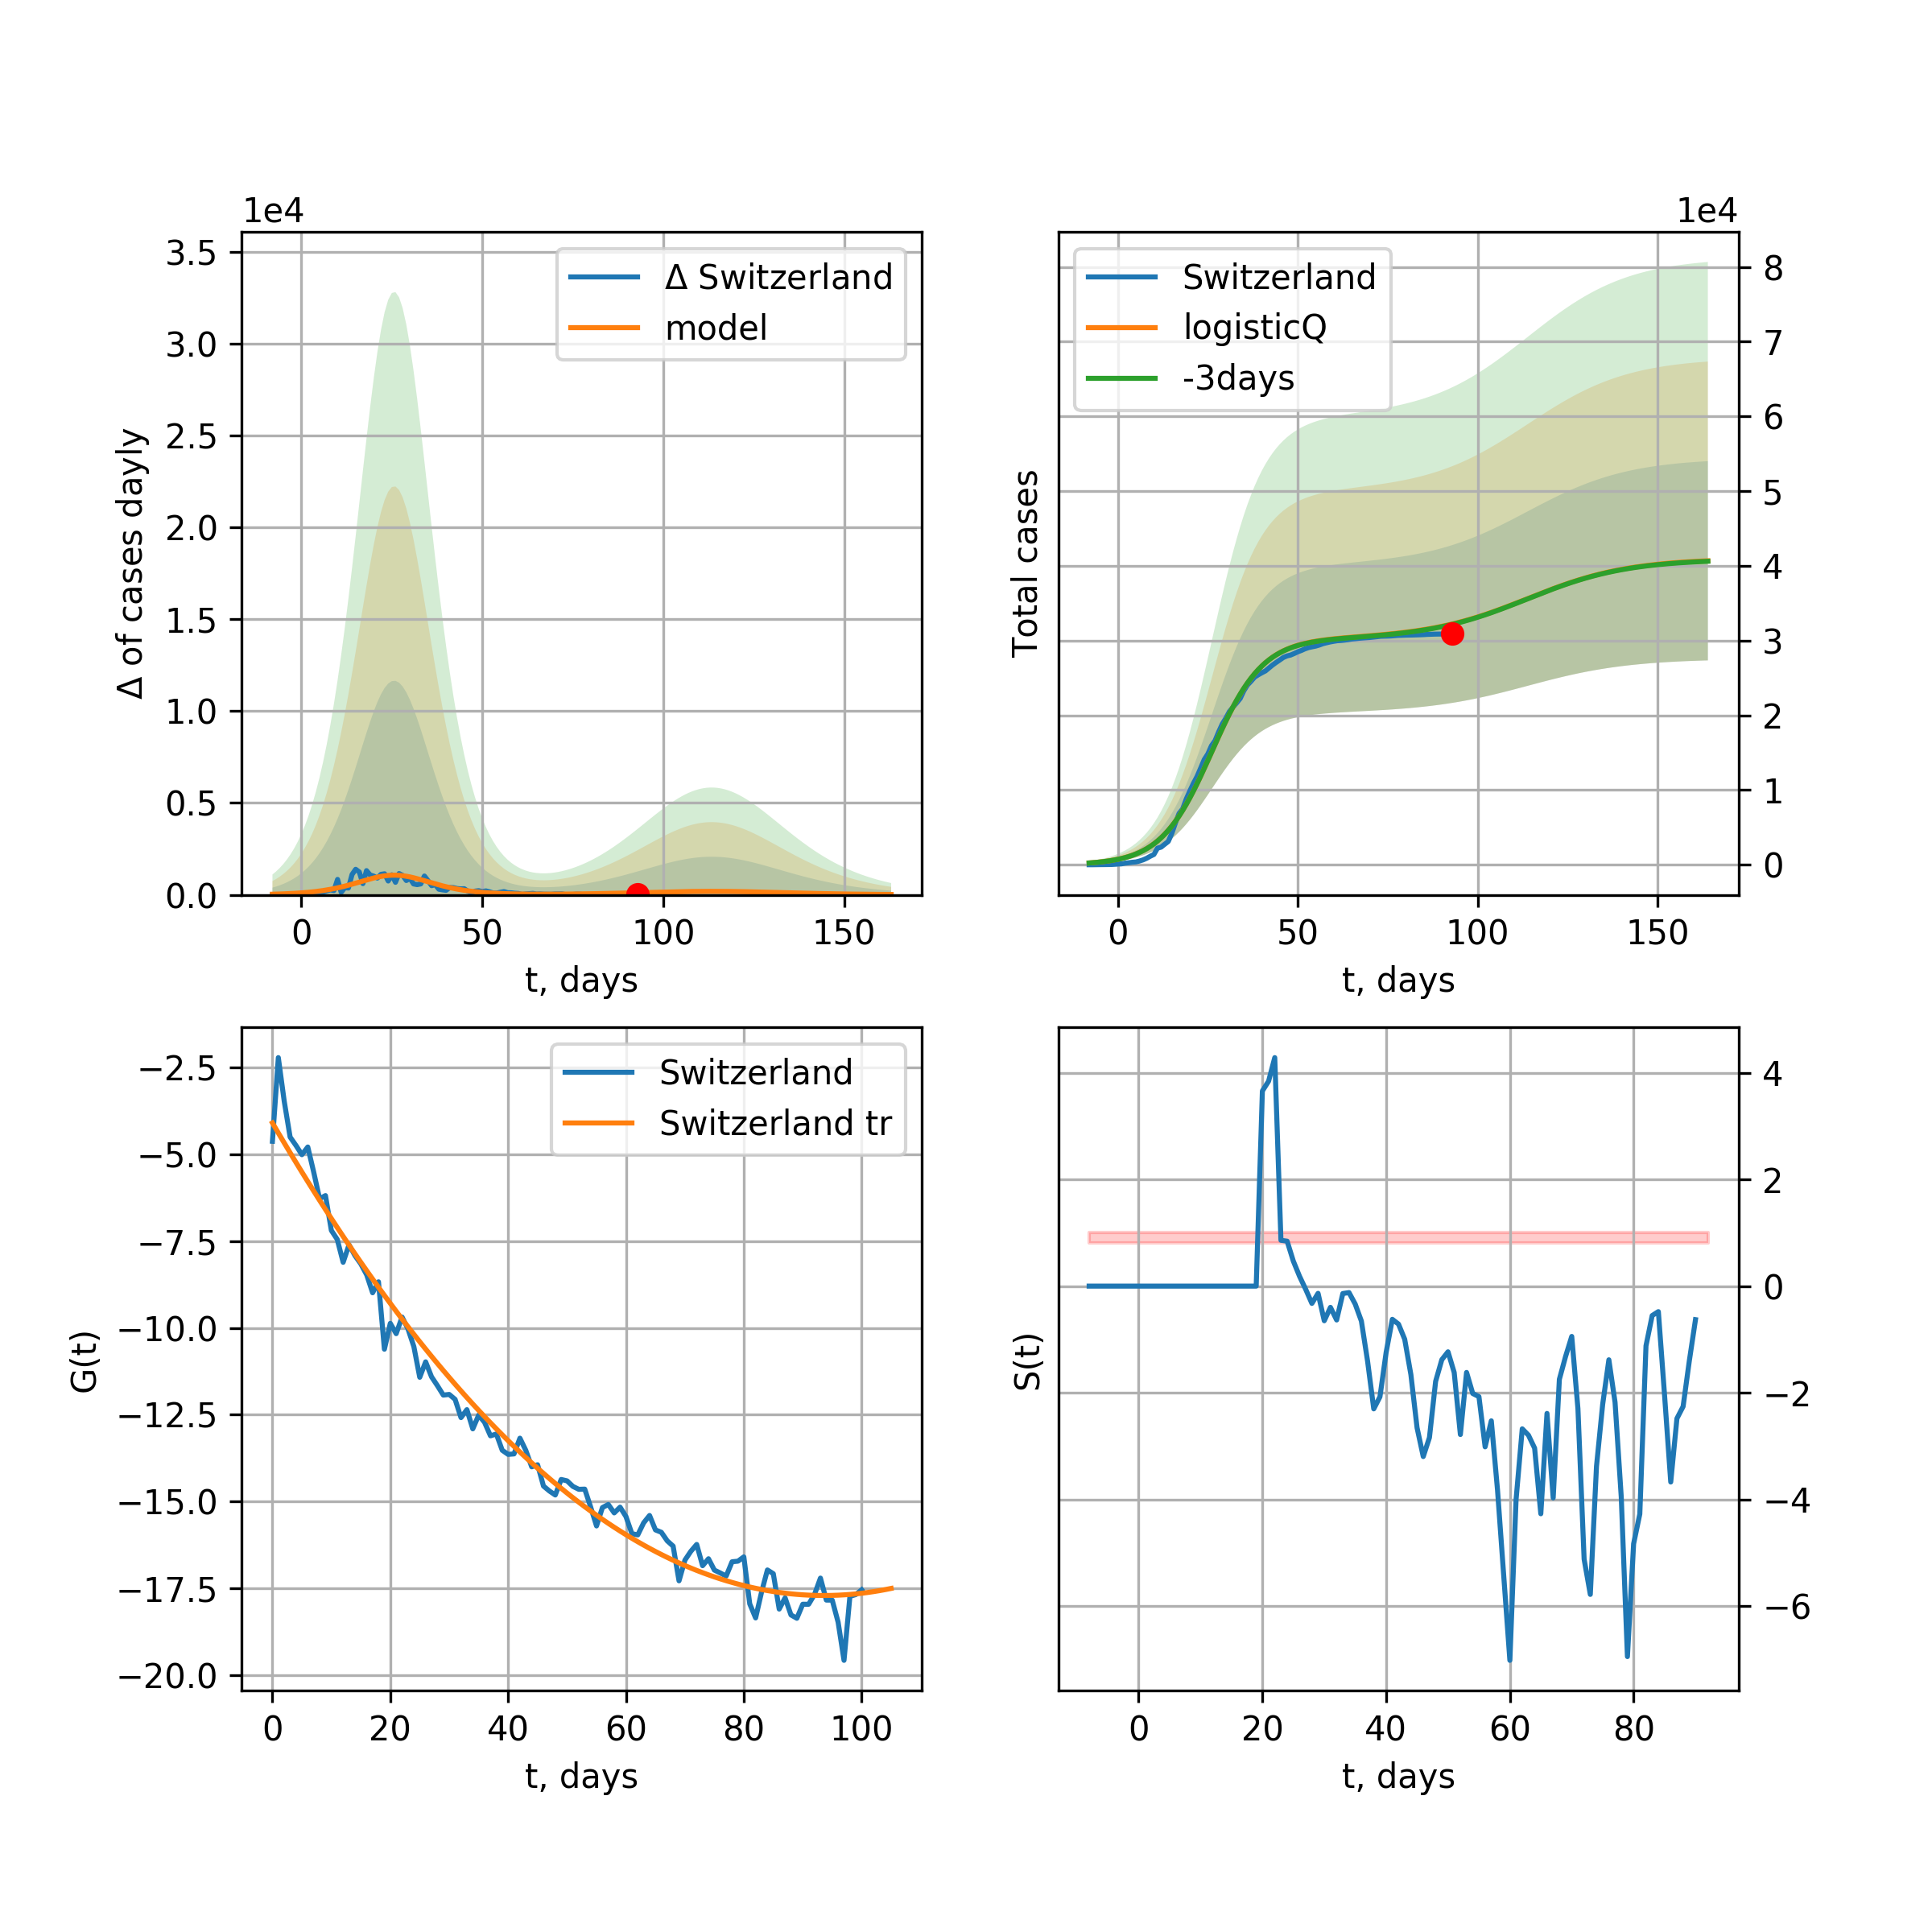 1e4
3.5
3.0
2.5
2.0
1.5
1.0
0.5
0.0
Δ of cases dayly
Δ Switzerland
model
0 50 100 150
t, days
1e4
Total cases
Switzerland
logisticQ
-3days
8
7
6
5
4
3
2
1
0
0 50 100 150
t, days
−2.5
−5.0
−7.5
−10.0
−12.5
−15.0
−17.5
−20.0
G(t)
Switzerland
Switzerland tr
0 20 40 60 80 100
t, days
S(t)
4
2
0
−2
−4
−6
0 20 40 60 80
t, days